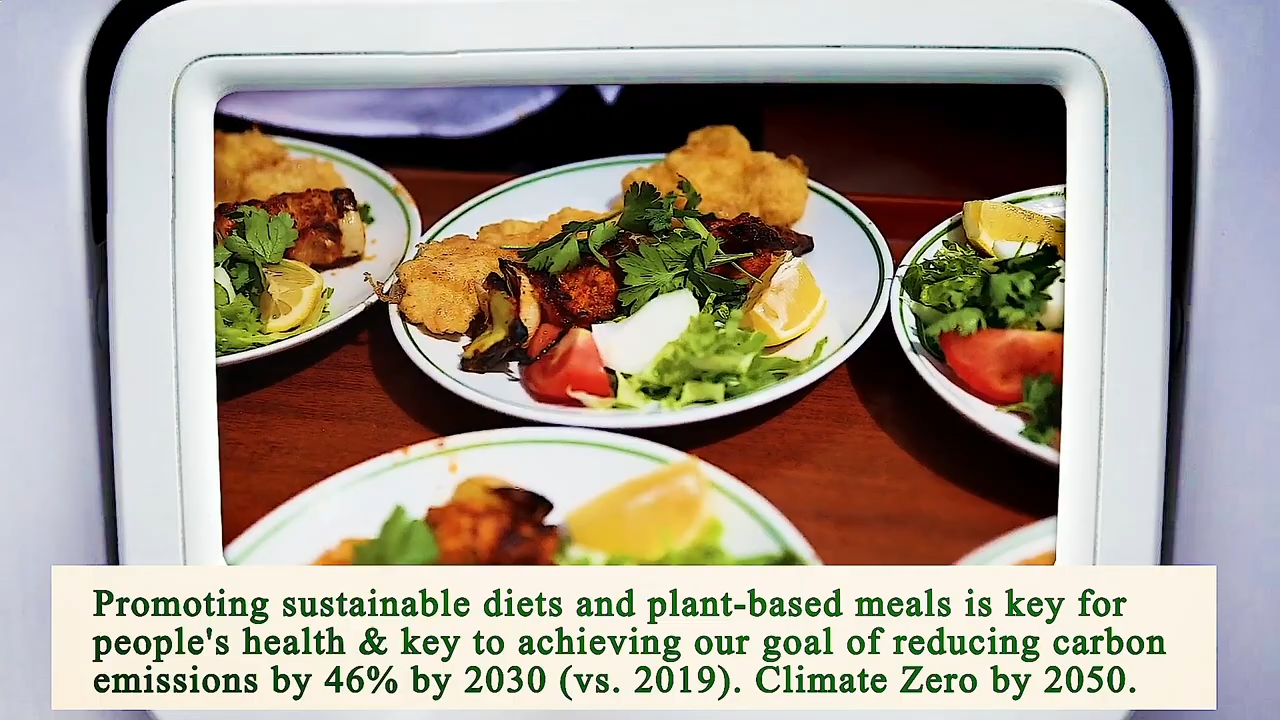 Promoting sustainable diets and plant-based meals is key for
people's health & key to achieving our goal of reducing carbon
emissions by 46% by 2030 (vs. 2019). Climate Zero by 2050.